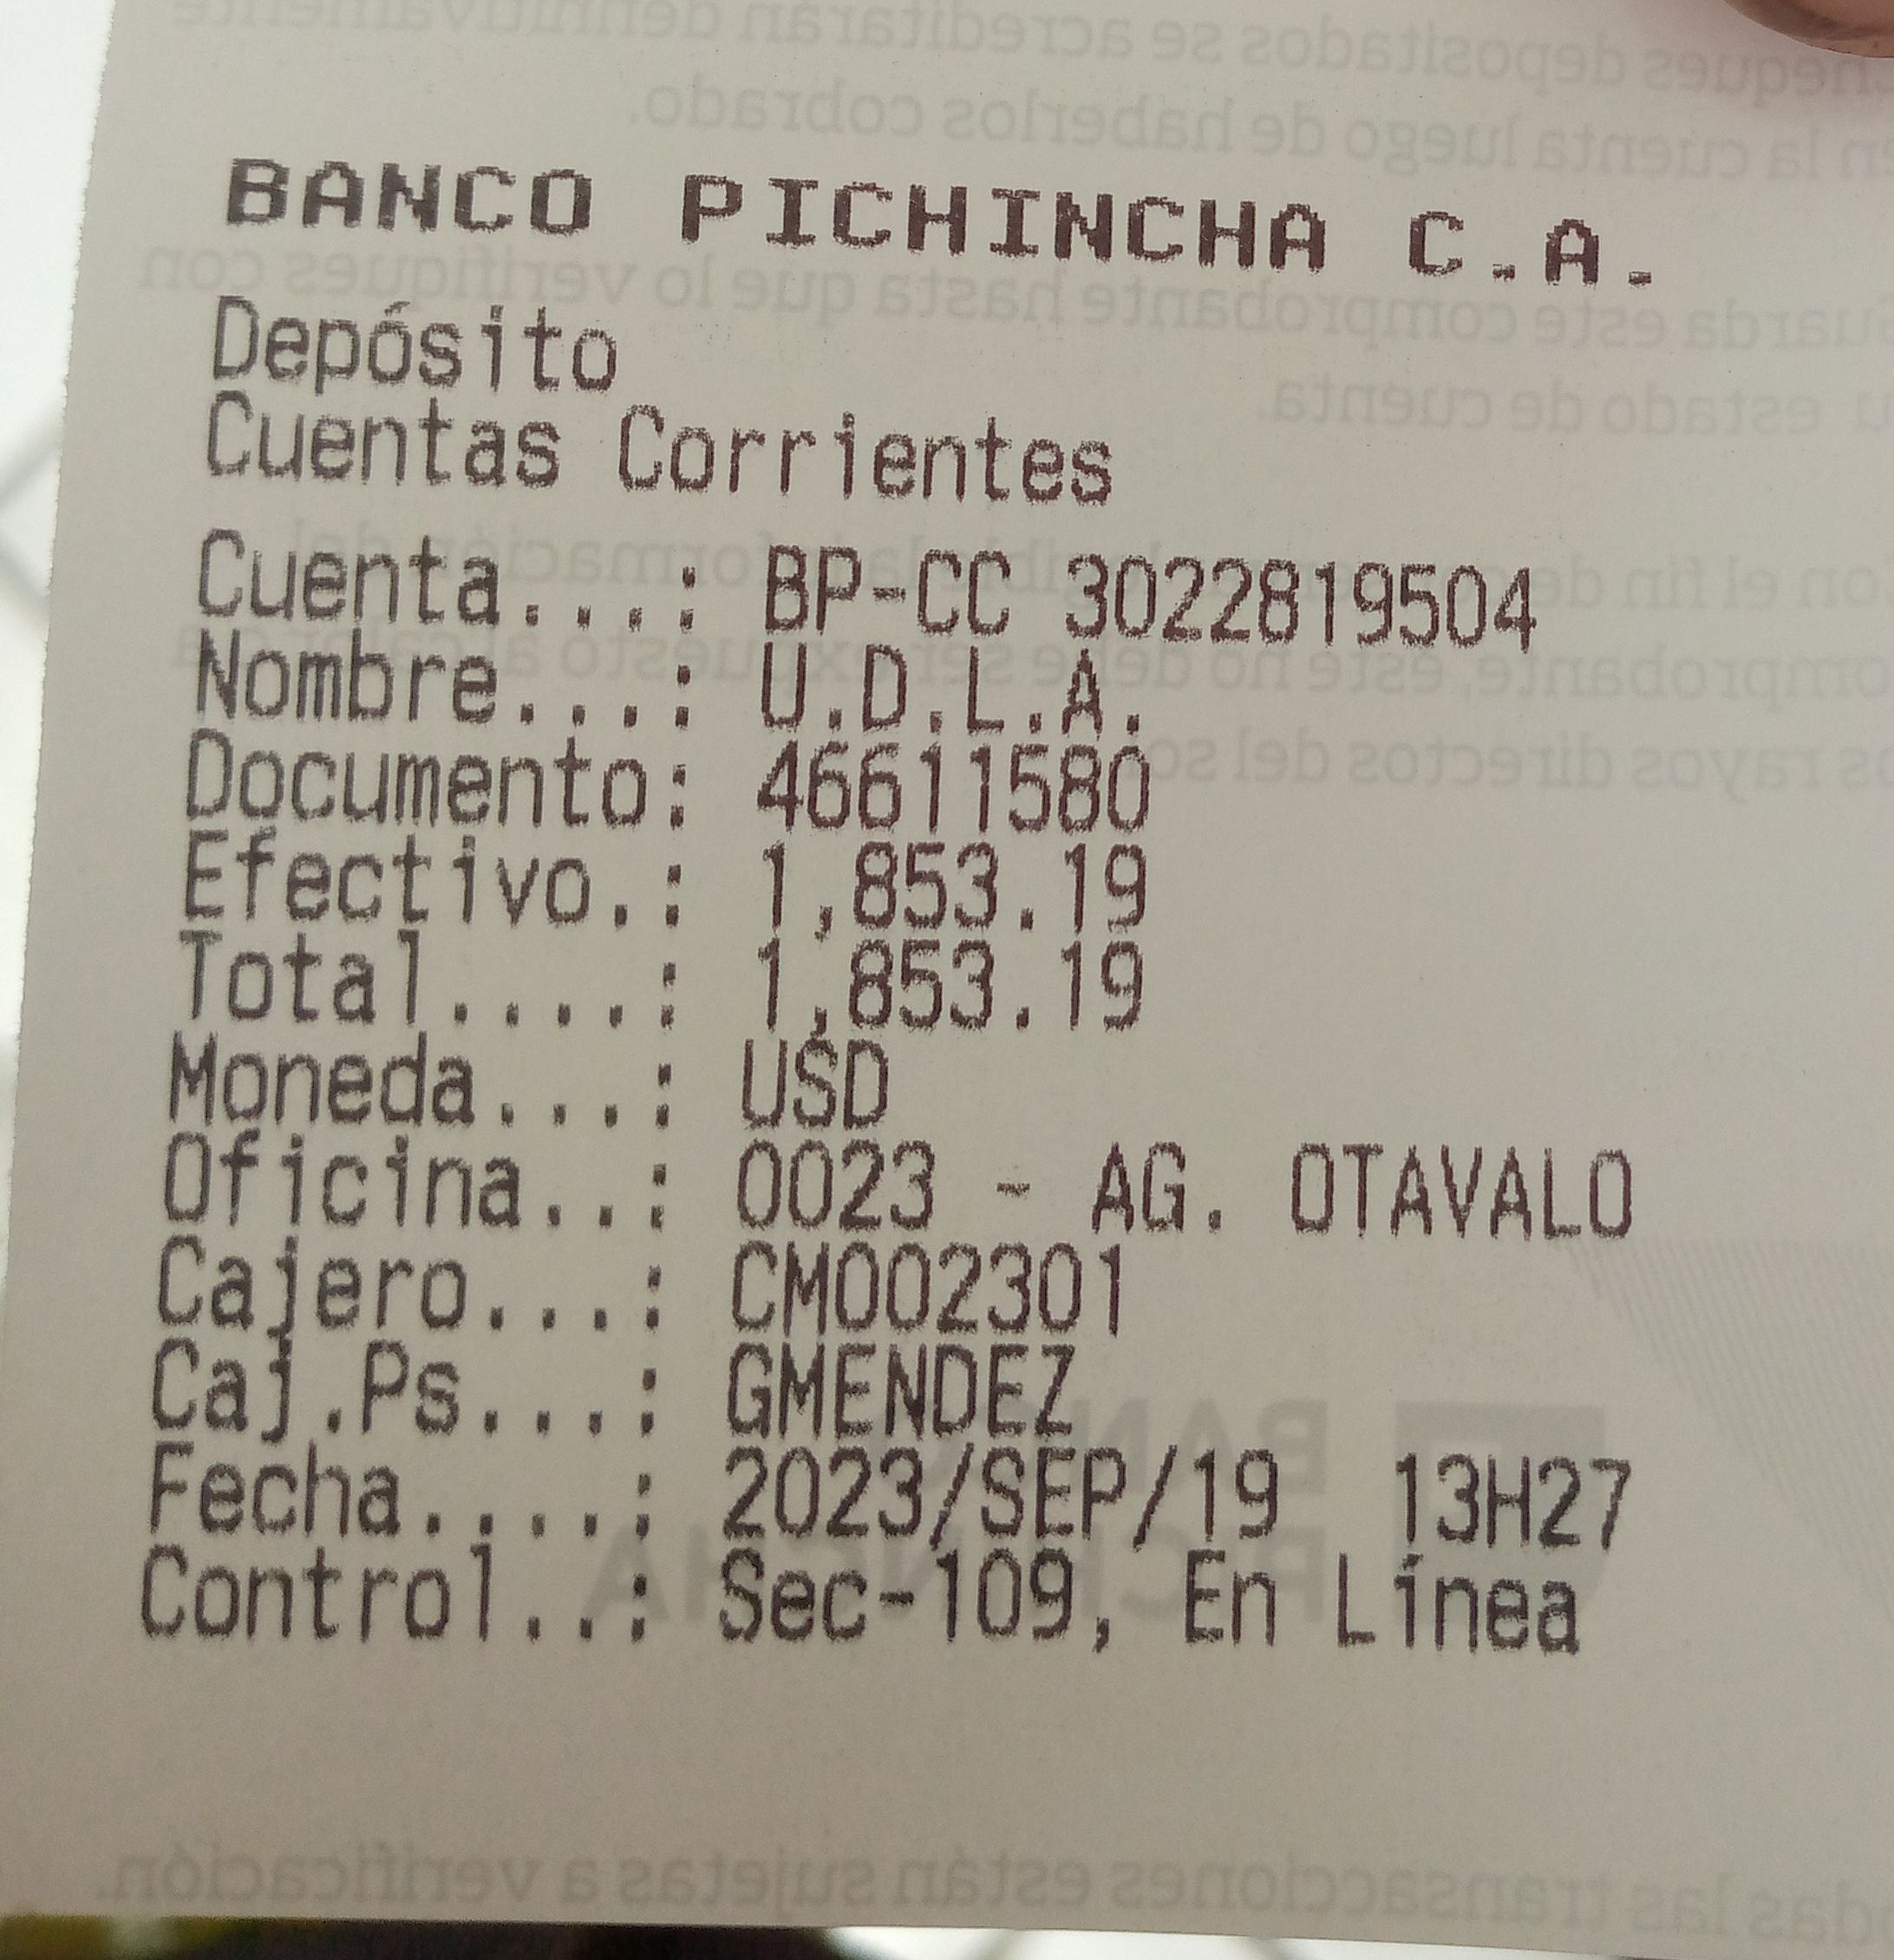 BANCO PICHINCHA C.A.
Depósito
Cuentas Corrientes
Cuenta...: BP-CC 3022819504
Nombre...: U.D.L.A.
Documento: 46611580
Efectivo.: 1,853.19
Total....: 1,853.19
Moneda...: USD
Oficina..: 0023 - AG. OTAVALO
Cajero...: CM002301
Caj.Ps...: GMENDEZ
Fecha....: 2023/SEP/19 13H27
Control..: Sec-109, En Línea